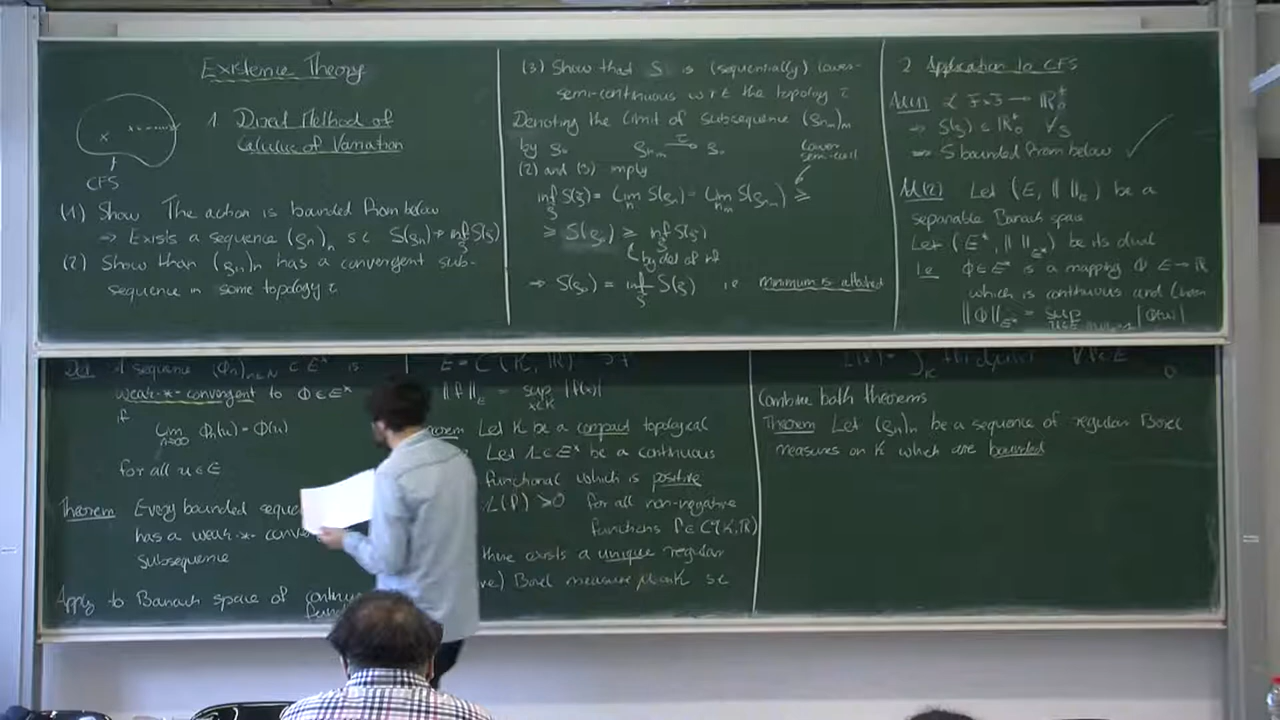 Existence Theory
1. Direct Method of
Calculus of Variation
CFS
(1) Show The action is bounded from below
⇒ Exists a sequence (ρn)n s.t. S(ρn) → inf S(ρ)
(2) Show than (ρn)n has a convergent sub-
sequence in some topology τ
(3) Show that S is (sequentially) lower-
semi-continuous w.r.t. the topology τ
Denoting the limit of subsequence (ρnm)m
by ρ∞ ρnm →τ ρ∞
lower
semi-cont
(2) and (3) imply
inf S(ρ) = lim S(ρn) = lim S(ρnm) ≥
≥ S(ρ∞) ≥ inf S(ρ)
by def of inf
⇒ S(ρ∞) = inf S(ρ) i.e. minimum is attained
2 Application to CFS
Ad (1) L: F×F → ℝ₀⁺
⇒ S(ρ) ∈ ℝ₀⁺ ∀ρ
⇒ S bounded from below ✓
Ad (2) Let (E, ‖ ‖E) be a
separable Banach space
Let (E*, ‖ ‖E*) be its dual
i.e. Φ∈E* is a mapping Φ: E→ℝ
which is continuous and linear
‖Φ‖E* = sup |Φ(u)|
Def. A sequence (Φn)n∈ℕ ⊂ E* is
weak-*-convergent to Φ∈E*
if
lim n→∞ Φn(u) = Φ(u)
for all u∈E
Theorem Every bounded
has a weak-*
subsequence
Apply to Banach space of
E = C⁰(K, ℝ)
‖f‖E = sup x∈K |f(x)|
Let K be a compact topological
Let Λ∈E* be a continuous
functional which is positive
Λ(f) ≥ 0 for all non-negative
functions f∈C⁰(K,ℝ)
there exists a unique regular
Borel measure μ on K s.t.
∀f∈E
Combine both theorems
Theorem Let (ρn)n be a sequence of regular Borel
measures on K which are bounded